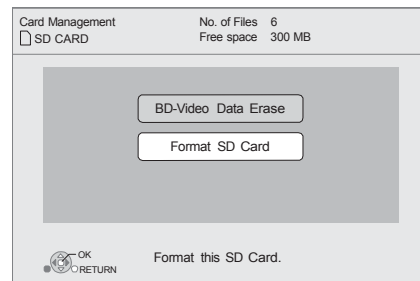 Card Management
No. of Files 6
SD CARD
Free space 300 MB
BD-Video Data Erase
Format SD Card
OK
RETURN
Format this SD Card.